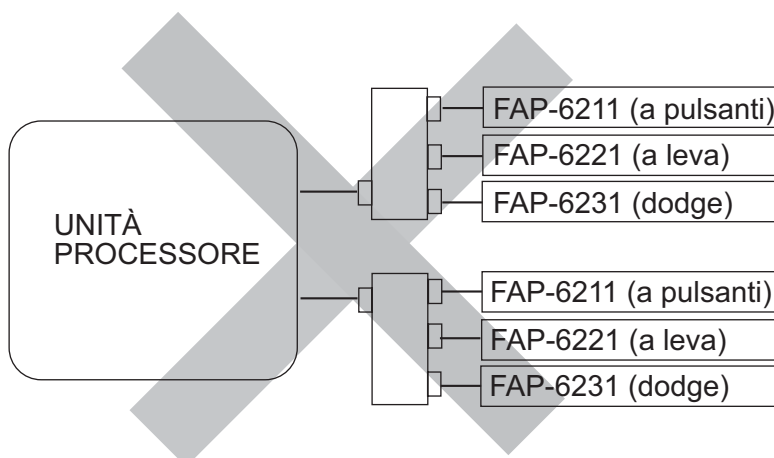 UNITÀ
PROCESSORE
FAP-6211 (a pulsanti)
FAP-6221 (a leva)
FAP-6231 (dodge)
FAP-6211 (a pulsanti)
FAP-6221 (a leva)
FAP-6231 (dodge)